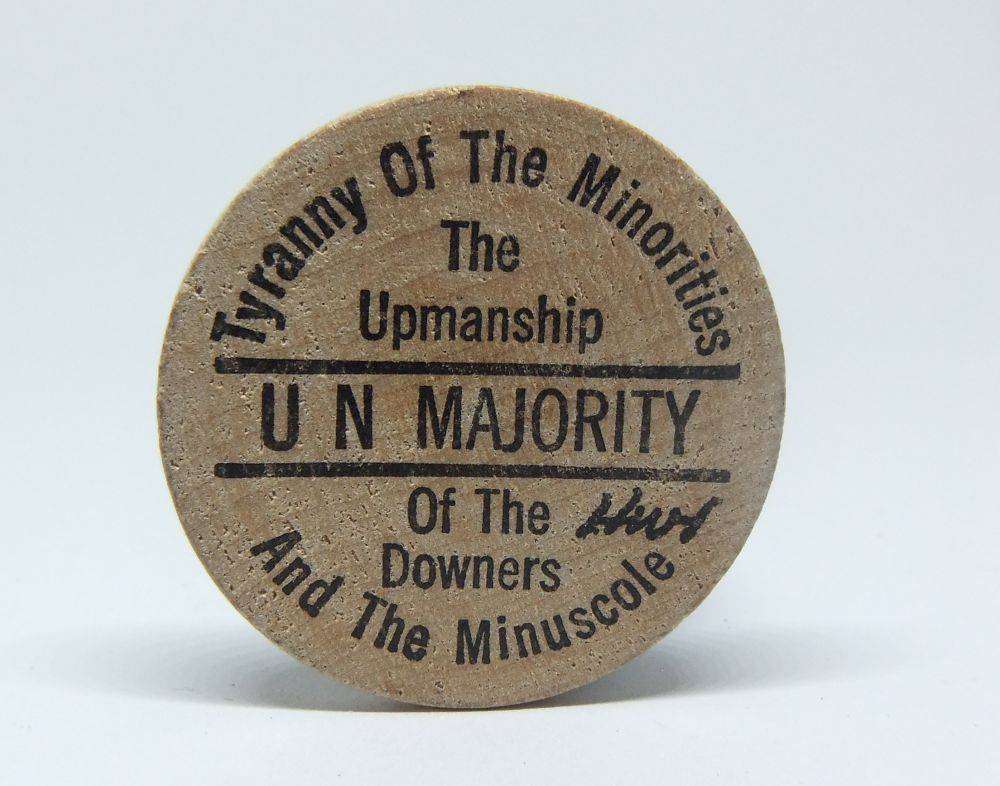 Tyranny Of The Minorities
The
Upmanship
U N MAJORITY
Of The
Downers
And The Minuscole